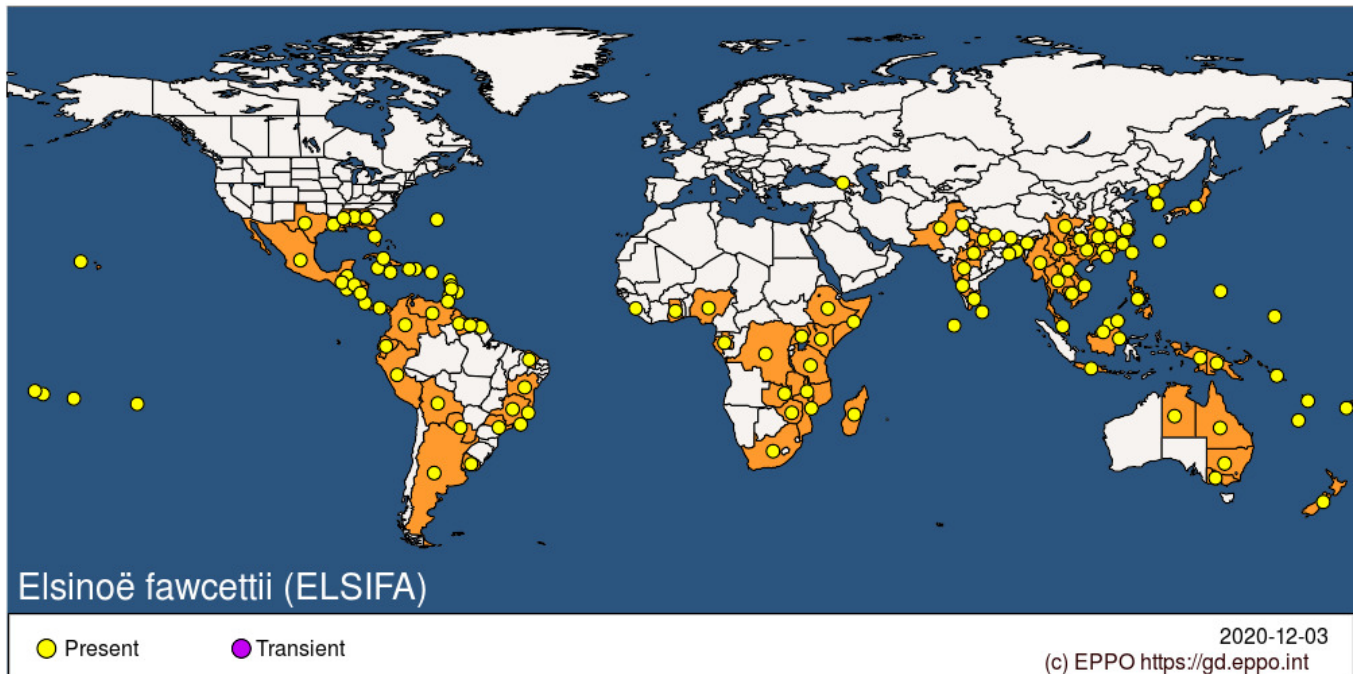 Elsinoë fawcettii (ELSIFA)
Present
Transient
2020-12-03
(c) EPPO https://gd.eppo.int